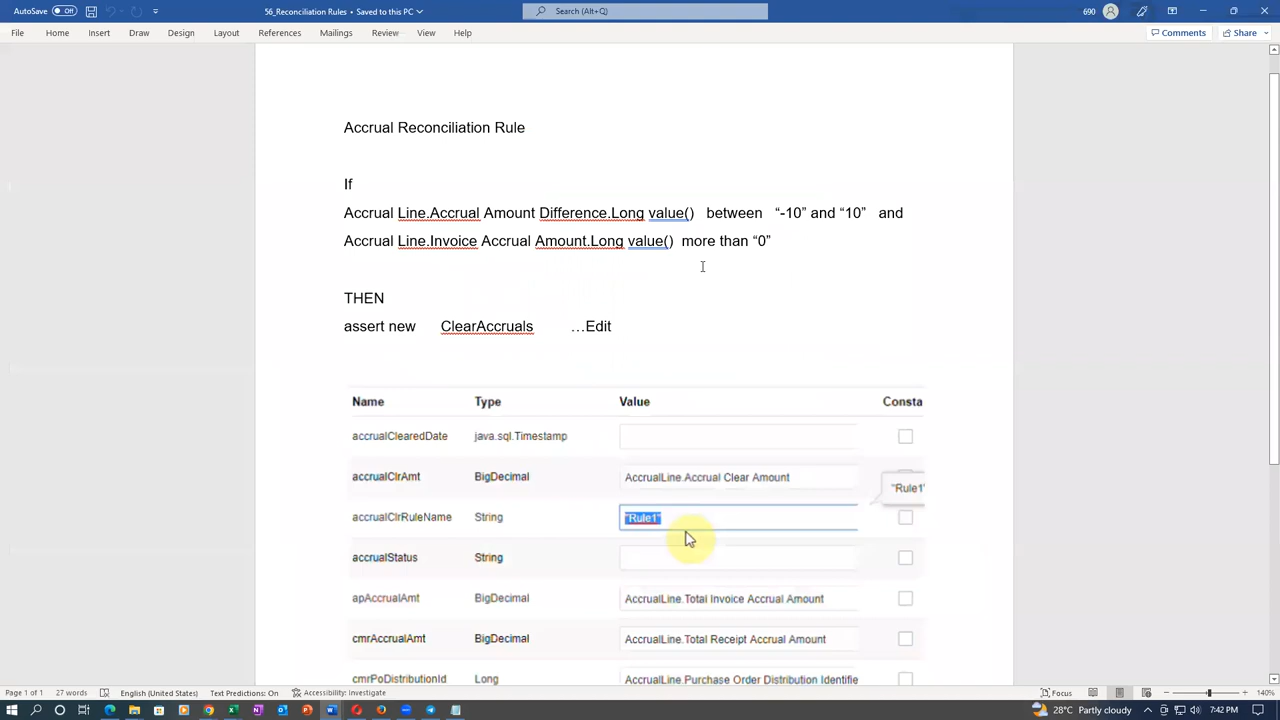 AutoSave Off 56_Reconciliation Rules - Saved to this PC Search (Alt+Q) 690
File Home Insert Draw Design Layout References Mailings Review View Help Comments Share
Accrual Reconciliation Rule
If
Accrual Line.Accrual Amount Difference.Long value() between “-10” and “10” and
Accrual Line.Invoice Accrual Amount.Long value() more than “0”
THEN
assert new ClearAccruals …Edit
Name Type Value Consta
accrualClearedDate java.sql.Timestamp
accrualClrAmt BigDecimal AccrualLine.Accrual Clear Amount
"Rule1"
accrualClrRuleName String "Rule1"
accrualStatus String
apAccrualAmt BigDecimal AccrualLine.Total Invoice Accrual Amount
cmrAccrualAmt BigDecimal AccrualLine.Total Receipt Accrual Amount
cmrPoDistributionId Long AccrualLine.Purchase Order Distribution Identifie
Page 1 of 1 27 words English (United States) Text Predictions: On Accessibility: Investigate Focus 140%
28°C Partly cloudy 7:42 PM